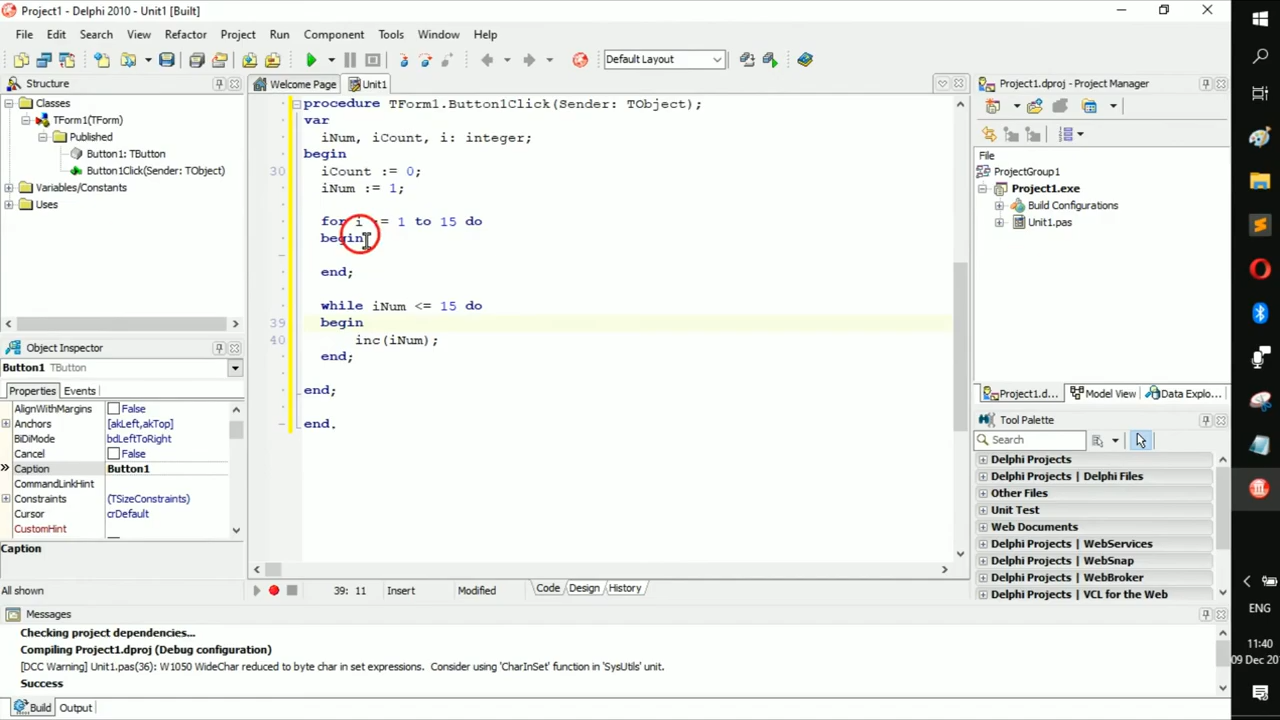 Project1 - Delphi 2010 - Unit1 [Built]
File Edit Search View Refactor Project Run Component Tools Window Help
Default Layout
Structure
Classes
TForm1(TForm)
Published
Button1: TButton
Button1Click(Sender: TObject)
Variables/Constants
Uses
Object Inspector
Button1 TButton
Properties Events
AlignWithMargins False
Anchors [akLeft,akTop]
BiDiMode bdLeftToRight
Cancel False
Caption Button1
CommandLinkHint
Constraints (TSizeConstraints)
Cursor crDefault
CustomHint
Caption
All shown
Welcome Page Unit1
procedure TForm1.Button1Click(Sender: TObject);
var
iNum, iCount, i: integer;
begin
30 iCount := 0;
iNum := 1;
for i := 1 to 15 do
begin
end;
while iNum <= 15 do
39 begin
40 inc(iNum);
end;
end;
end.
39: 11 Insert Modified Code Design History
Project1.dproj - Project Manager
File
ProjectGroup1
Project1.exe
Build Configurations
Unit1.pas
Project1.d... Model View Data Explo...
Tool Palette
Search
Delphi Projects
Delphi Projects | Delphi Files
Other Files
Unit Test
Web Documents
Delphi Projects | WebServices
Delphi Projects | WebSnap
Delphi Projects | WebBroker
Delphi Projects | VCL for the Web
Messages
Checking project dependencies...
Compiling Project1.dproj (Debug configuration)
[DCC Warning] Unit1.pas(36): W1050 WideChar reduced to byte char in set expressions. Consider using 'CharInSet' function in 'SysUtils' unit.
Success
Build Output
ENG
11:40
09 Dec 20